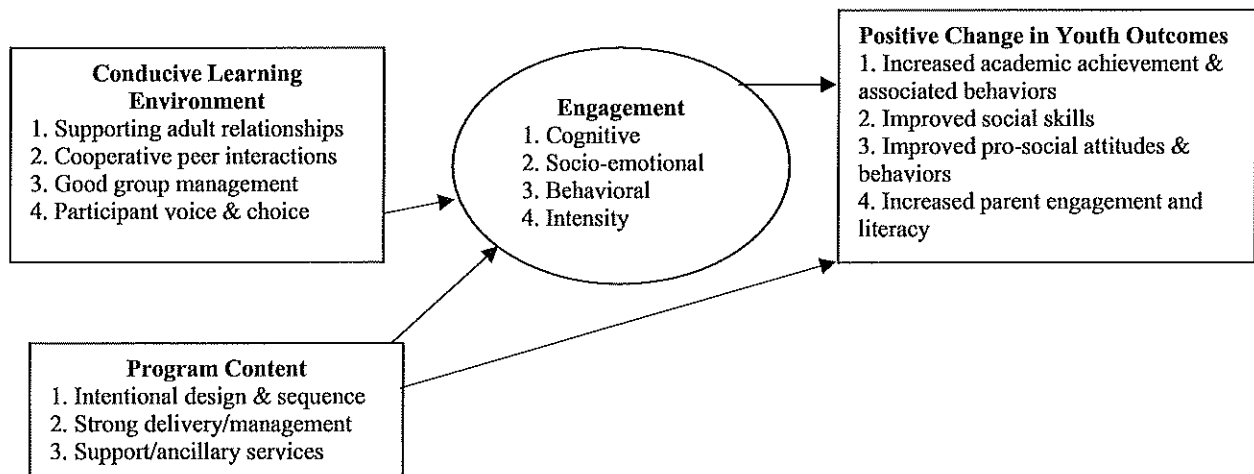 Conducive Learning
Environment
1. Supporting adult relationships
2. Cooperative peer interactions
3. Good group management
4. Participant voice & choice
Engagement
1. Cognitive
2. Socio-emotional
3. Behavioral
4. Intensity
Positive Change in Youth Outcomes
1. Increased academic achievement &
associated behaviors
2. Improved social skills
3. Improved pro-social attitudes &
behaviors
4. Increased parent engagement and
literacy
Program Content
1. Intentional design & sequence
2. Strong delivery/management
3. Support/ancillary services